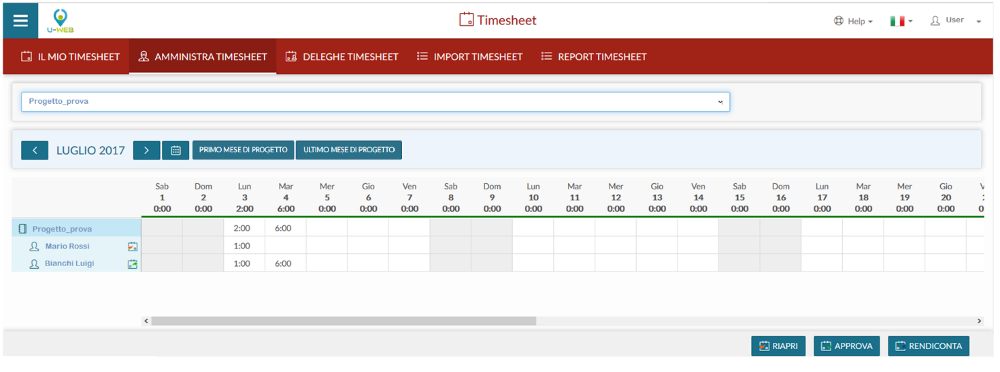 U-WEB
Timesheet
Help
User
IL MIO TIMESHEET AMMINISTRA TIMESHEET DELEGHE TIMESHEET IMPORT TIMESHEET REPORT TIMESHEET
Progetto_prova
LUGLIO 2017 PRIMO MESE DI PROGETTO ULTIMO MESE DI PROGETTO
Sab Dom Lun Mar Mer Gio Ven Sab Dom Lun Mar Mer Gio Ven Sab Dom Lun Mar Mer Gio
1 2 3 4 5 6 7 8 9 10 11 12 13 14 15 16 17 18 19 20
0:00 0:00 2:00 6:00 0:00 0:00 0:00 0:00 0:00 0:00 0:00 0:00 0:00 0:00 0:00 0:00 0:00 0:00 0:00 0:00
Progetto_prova 2:00 6:00
Mario Rossi 1:00
Bianchi Luigi 1:00 6:00
RIAPRI APPROVA RENDICONTA